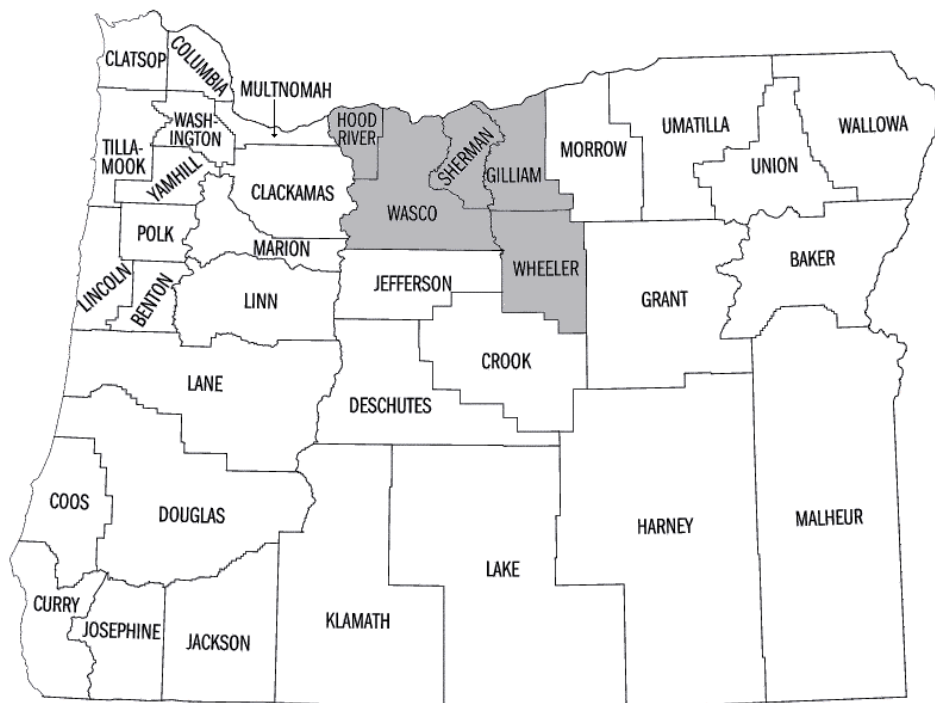 CLATSOP
COLUMBIA
MULTNOMAH
HOOD
RIVER
WASH-
INGTON
TILLA-
MOOK
YAMHILL
CLACKAMAS
SHERMAN
GILLIAM
MORROW
UMATILLA
UNION
WALLOWA
WASCO
POLK
MARION
WHEELER
BAKER
LINCOLN
BENTON
LINN
JEFFERSON
GRANT
LANE
CROOK
DESCHUTES
COOS
DOUGLAS
HARNEY
MALHEUR
LAKE
CURRY
JOSEPHINE
JACKSON
KLAMATH